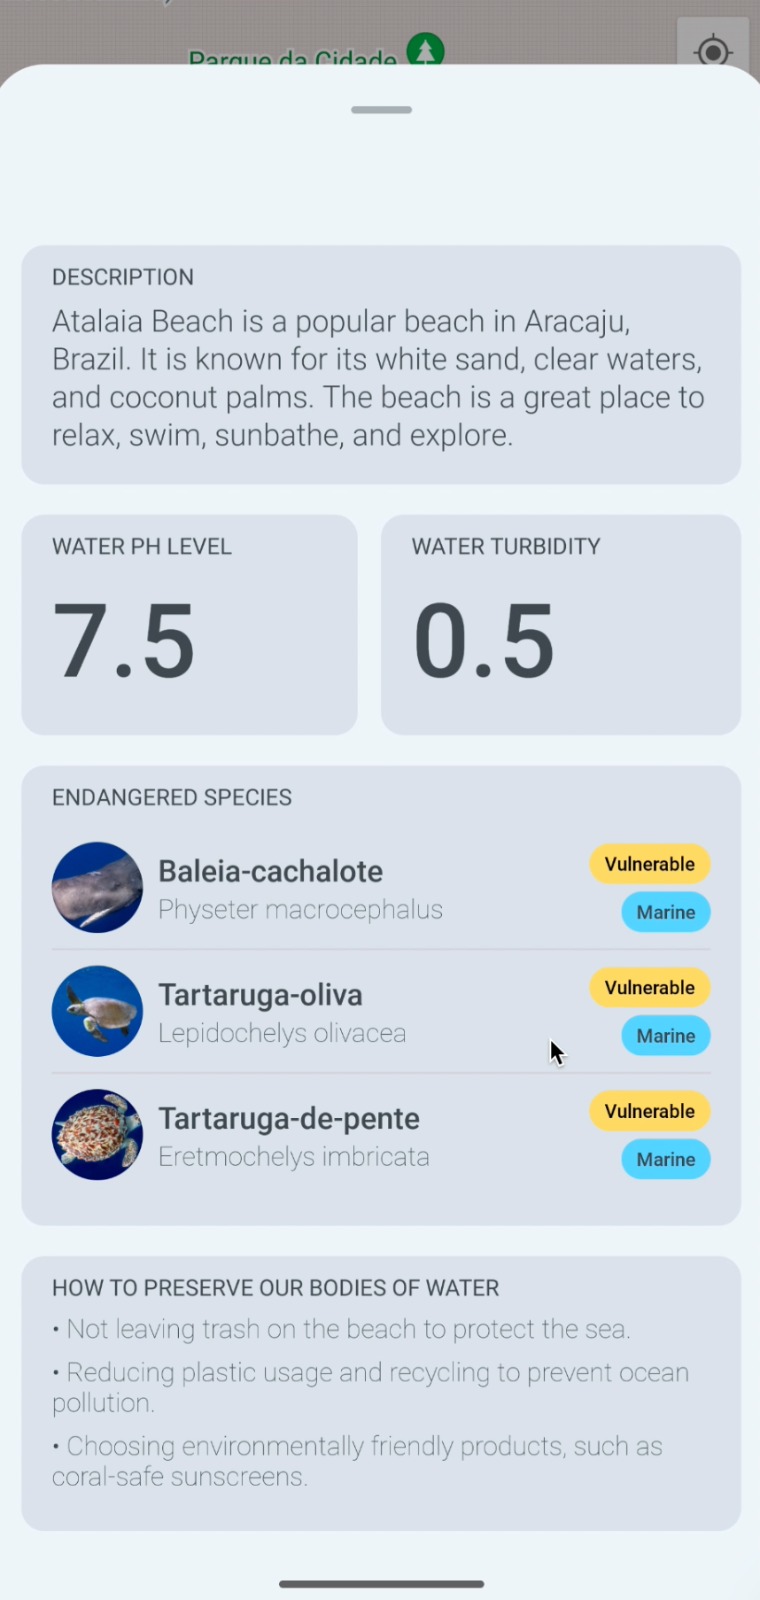 Parque da Cidade
DESCRIPTION
Atalaia Beach is a popular beach in Aracaju,
Brazil. It is known for its white sand, clear waters,
and coconut palms. The beach is a great place to
relax, swim, sunbathe, and explore.
WATER PH LEVEL
7.5
WATER TURBIDITY
0.5
ENDANGERED SPECIES
Baleia-cachalote
Physeter macrocephalus
Vulnerable
Marine
Tartaruga-oliva
Lepidochelys olivacea
Vulnerable
Marine
Tartaruga-de-pente
Eretmochelys imbricata
Vulnerable
Marine
HOW TO PRESERVE OUR BODIES OF WATER
• Not leaving trash on the beach to protect the sea.
• Reducing plastic usage and recycling to prevent ocean
pollution.
• Choosing environmentally friendly products, such as
coral-safe sunscreens.